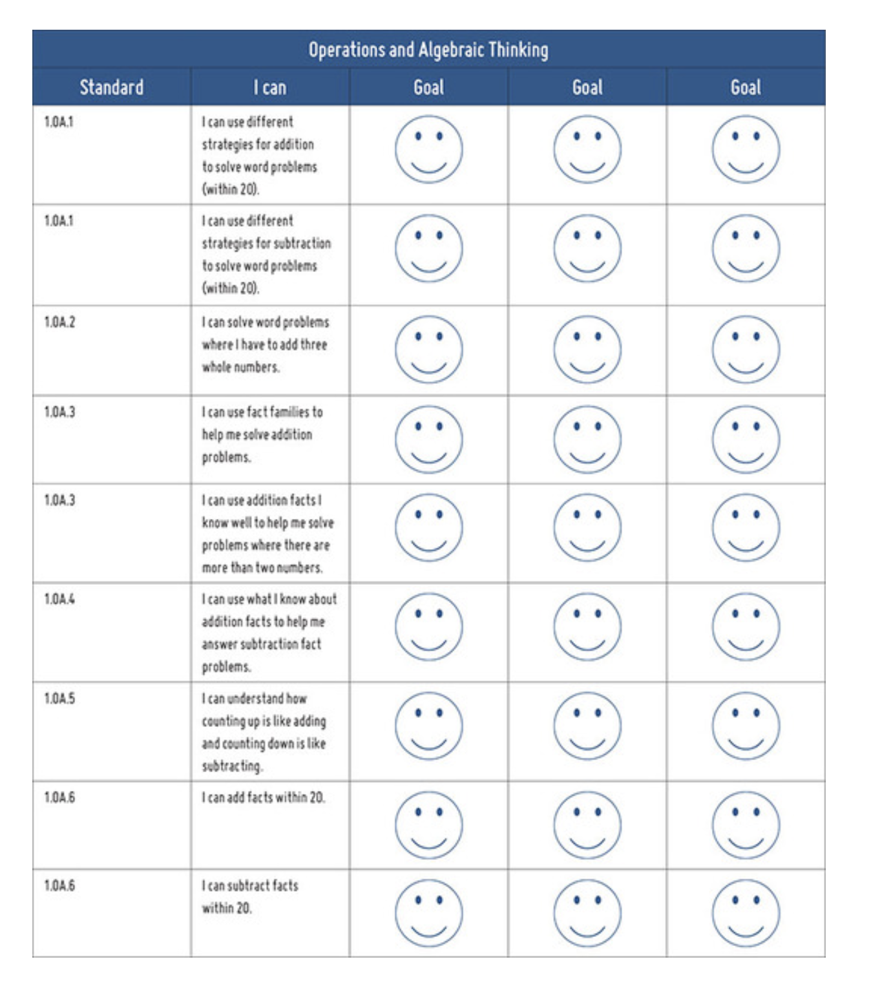 Operations and Algebraic Thinking
Standard I can Goal Goal Goal
1.OA.1
I can use different
strategies for addition
to solve word problems
(within 20).
1.OA.1
I can use different
strategies for subtraction
to solve word problems
(within 20).
1.OA.2
I can solve word problems
where I have to add three
whole numbers.
1.OA.3
I can use fact families to
help me solve addition
problems.
1.OA.3
I can use addition facts I
know well to help me solve
problems where there are
more than two numbers.
1.OA.4
I can use what I know about
addition facts to help me
answer subtraction fact
problems.
1.OA.5
I can understand how
counting up is like adding
and counting down is like
subtracting.
1.OA.6
I can add facts within 20.
1.OA.6
I can subtract facts
within 20.